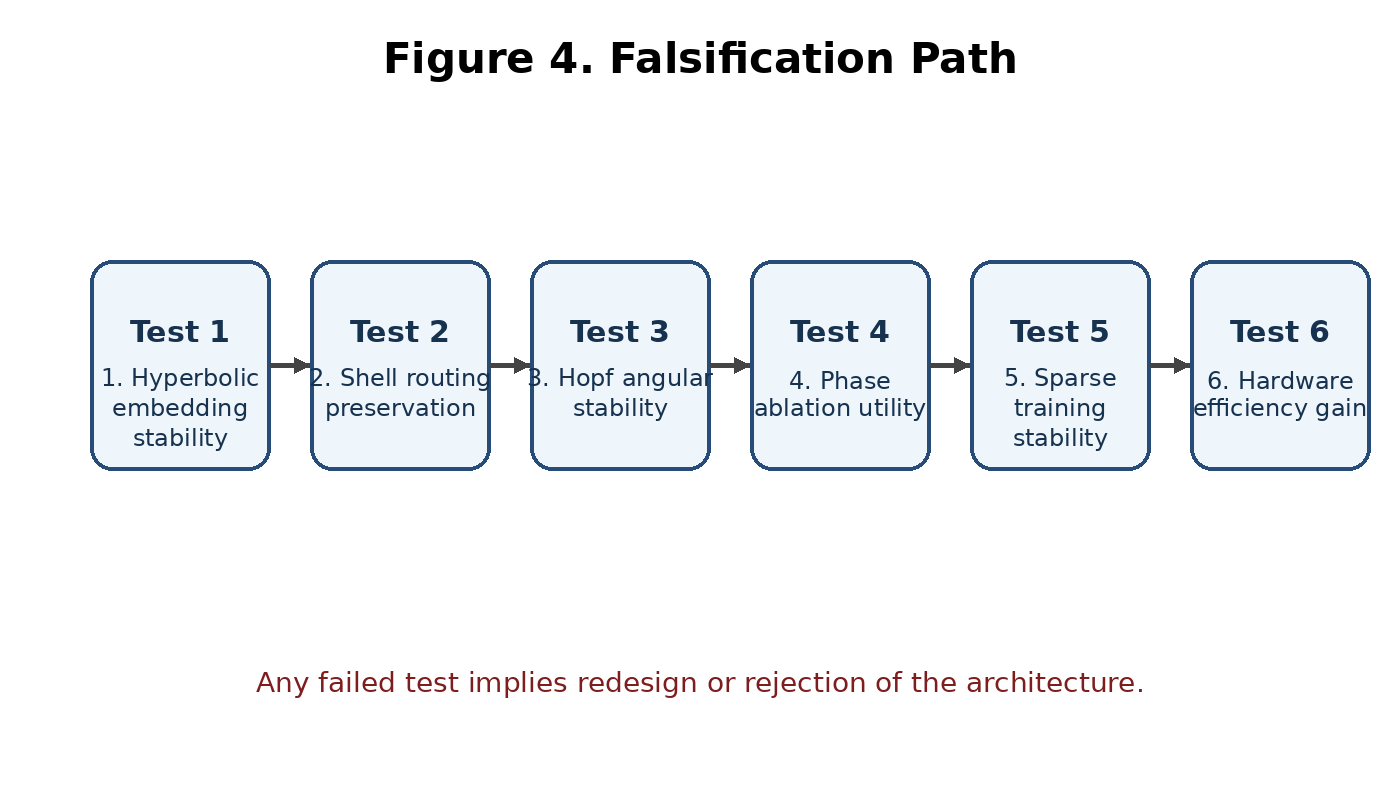 Figure 4. Falsification Path
Test 1
1. Hyperbolic
embedding
stability
Test 2
2. Shell routing
preservation
Test 3
3. Hopf angular
stability
Test 4
4. Phase
ablation utility
Test 5
5. Sparse
training
stability
Test 6
6. Hardware
efficiency gain
Any failed test implies redesign or rejection of the architecture.